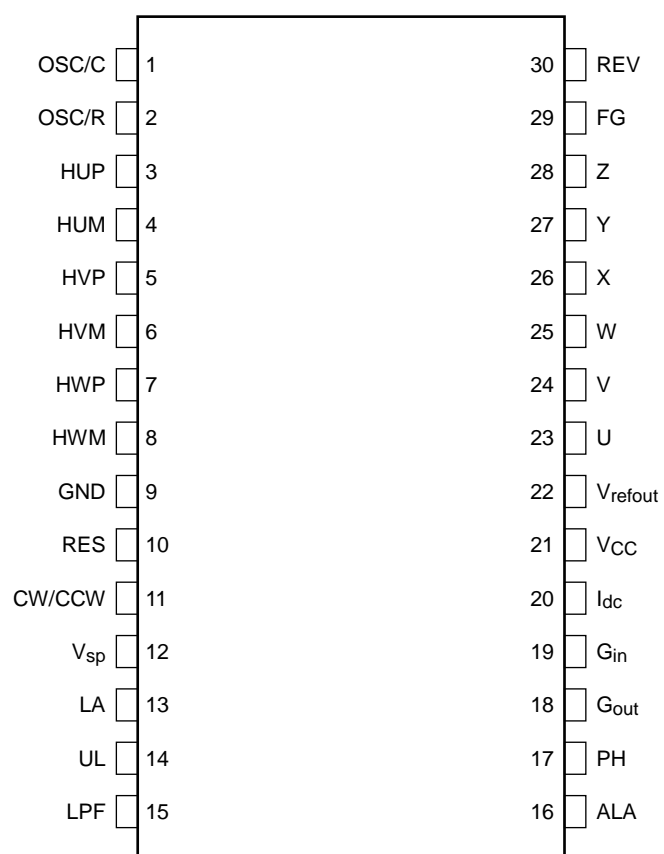 OSC/C 1 30 REV
OSC/R 2 29 FG
HUP 3 28 Z
HUM 4 27 Y
HVP 5 26 X
HVM 6 25 W
HWP 7 24 V
HWM 8 23 U
GND 9 22 Vrefout
RES 10 21 VCC
CW/CCW 11 20 Idc
Vsp 12 19 Gin
LA 13 18 Gout
UL 14 17 PH
LPF 15 16 ALA